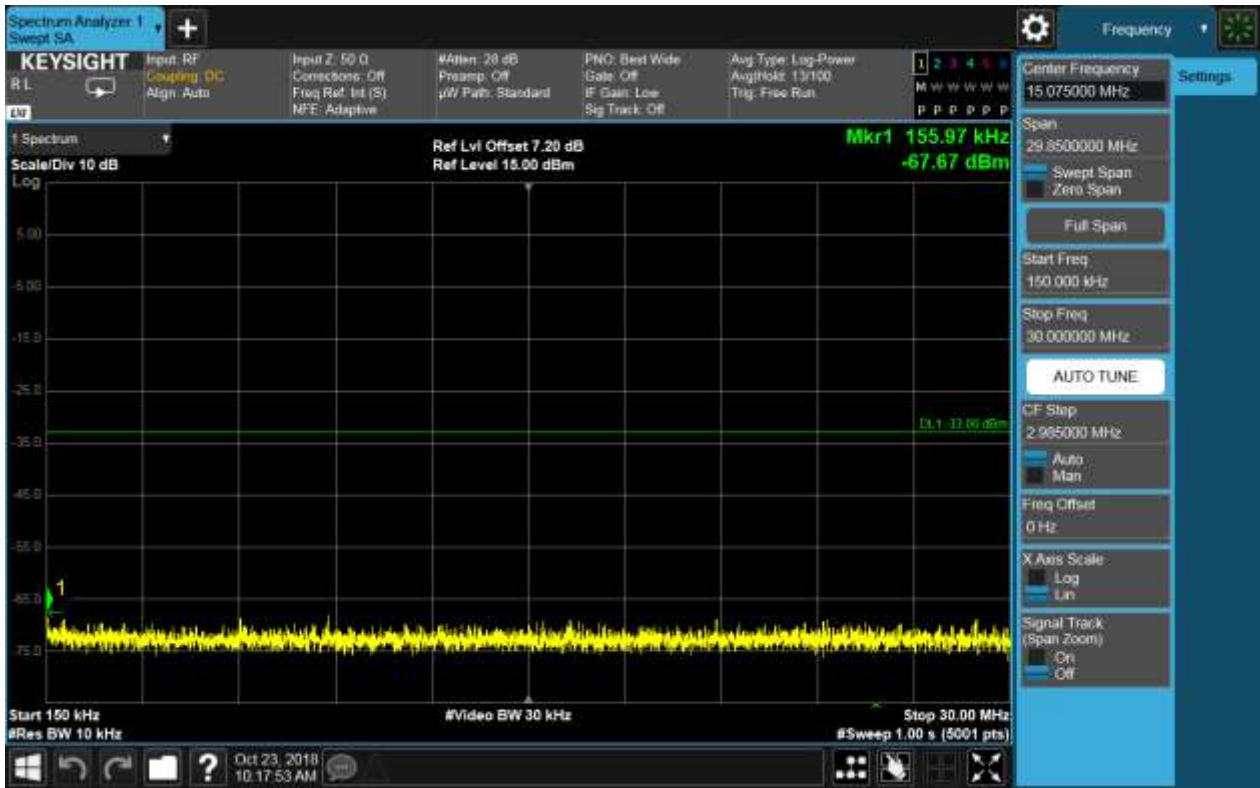 Spectrum Analyzer 1
Swept SA
Frequency
KEYSIGHT
R L
Input: RF
Coupling: DC
Align: Auto
Input Z: 50 Ω
Corrections: Off
Freq Ref: Int (S)
NFE: Adaptive
#Atten: 28 dB
Preamp: Off
µW Path: Standard
PNO: Best Wide
Gate: Off
IF Gain: Low
Sig Track: Off
Avg Type: Log-Power
Avg|Hold: 13/100
Trig: Free Run
1 2 3 4 5 6
M W W W W W
P P P P P P
1 Spectrum
Scale/Div 10 dB
Log
Ref Lvl Offset 7.20 dB
Ref Level 15.00 dBm
Mkr1 155.97 kHz
-67.67 dBm
5.00
-5.00
-15.0
-25.0
-35.0
-45.0
-55.0
-65.0
-75.0
DL1 -33.00 dBm
1
Start 150 kHz
#Res BW 10 kHz
#Video BW 30 kHz
Stop 30.00 MHz
#Sweep 1.00 s (5001 pts)
Oct 23, 2018
10:17:53 AM
Center Frequency
15.075000 MHz
Settings
Span
29.8500000 MHz
Swept Span
Zero Span
Full Span
Start Freq
150.000 kHz
Stop Freq
30.000000 MHz
AUTO TUNE
CF Step
2.985000 MHz
Auto
Man
Freq Offset
0 Hz
X Axis Scale
Log
Lin
Signal Track
(Span Zoom)
On
Off